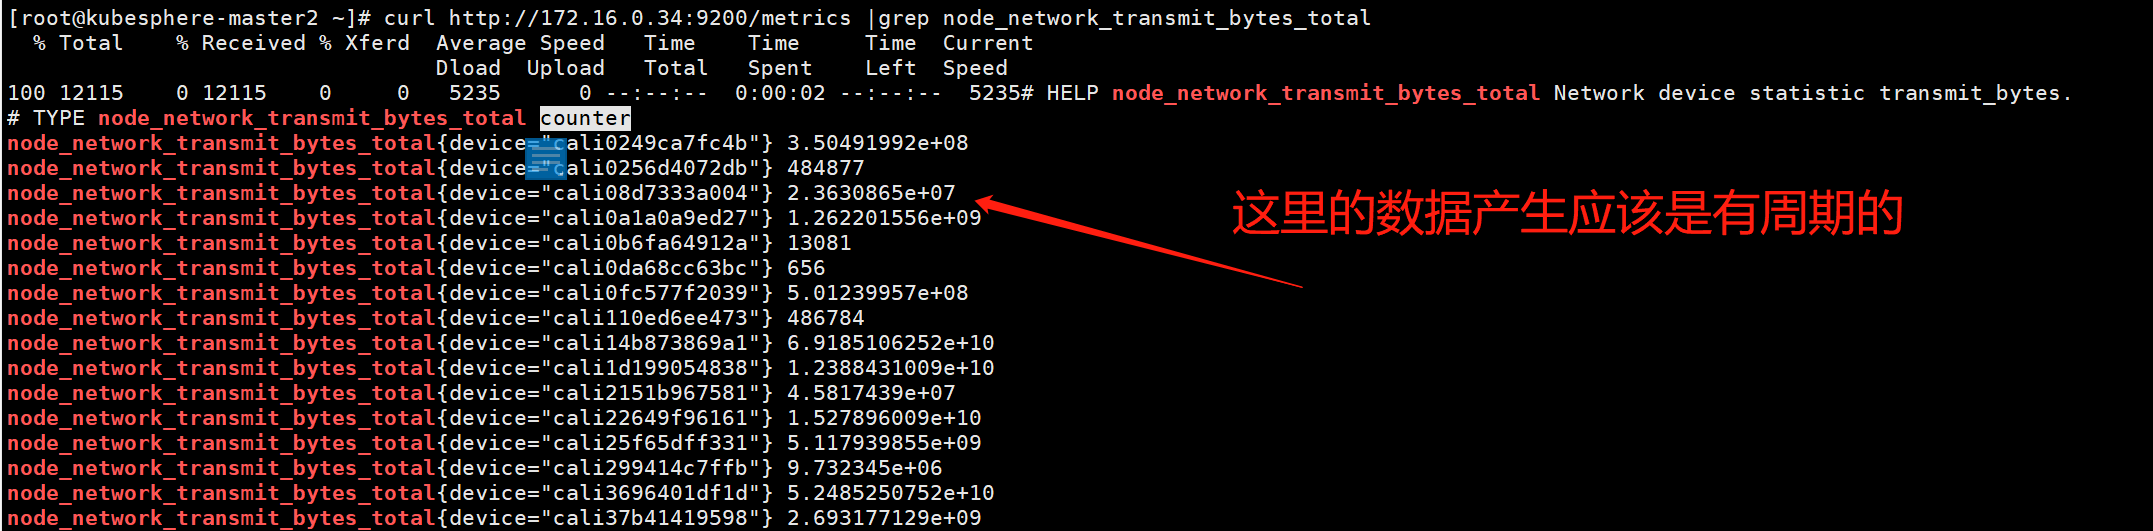 [root@kubesphere-master2 ~]# curl http://172.16.0.34:9200/metrics |grep node_network_transmit_bytes_total
% Total % Received % Xferd Average Speed Time Time Time Current
Dload Upload Total Spent Left Speed
100 12115 0 12115 0 0 5235 0 --:--:-- 0:00:02 --:--:-- 5235# HELP node_network_transmit_bytes_total Network device statistic transmit_bytes.
# TYPE node_network_transmit_bytes_total counter
node_network_transmit_bytes_total{device="cali0249ca7fc4b"} 3.50491992e+08
node_network_transmit_bytes_total{device="cali0256d4072db"} 484877
node_network_transmit_bytes_total{device="cali08d7333a004"} 2.3630865e+07
这里的数据产生应该是有周期的
node_network_transmit_bytes_total{device="cali0a1a0a9ed27"} 1.262201556e+09
node_network_transmit_bytes_total{device="cali0b6fa64912a"} 13081
node_network_transmit_bytes_total{device="cali0da68cc63bc"} 656
node_network_transmit_bytes_total{device="cali0fc577f2039"} 5.01239957e+08
node_network_transmit_bytes_total{device="cali110ed6ee473"} 486784
node_network_transmit_bytes_total{device="cali14b873869a1"} 6.9185106252e+10
node_network_transmit_bytes_total{device="cali1d199054838"} 1.2388431009e+10
node_network_transmit_bytes_total{device="cali2151b967581"} 4.5817439e+07
node_network_transmit_bytes_total{device="cali22649f96161"} 1.527896009e+10
node_network_transmit_bytes_total{device="cali25f65dff331"} 5.117939855e+09
node_network_transmit_bytes_total{device="cali299414c7ffb"} 9.732345e+06
node_network_transmit_bytes_total{device="cali3696401df1d"} 5.2485250752e+10
node_network_transmit_bytes_total{device="cali37b41419598"} 2.693177129e+09